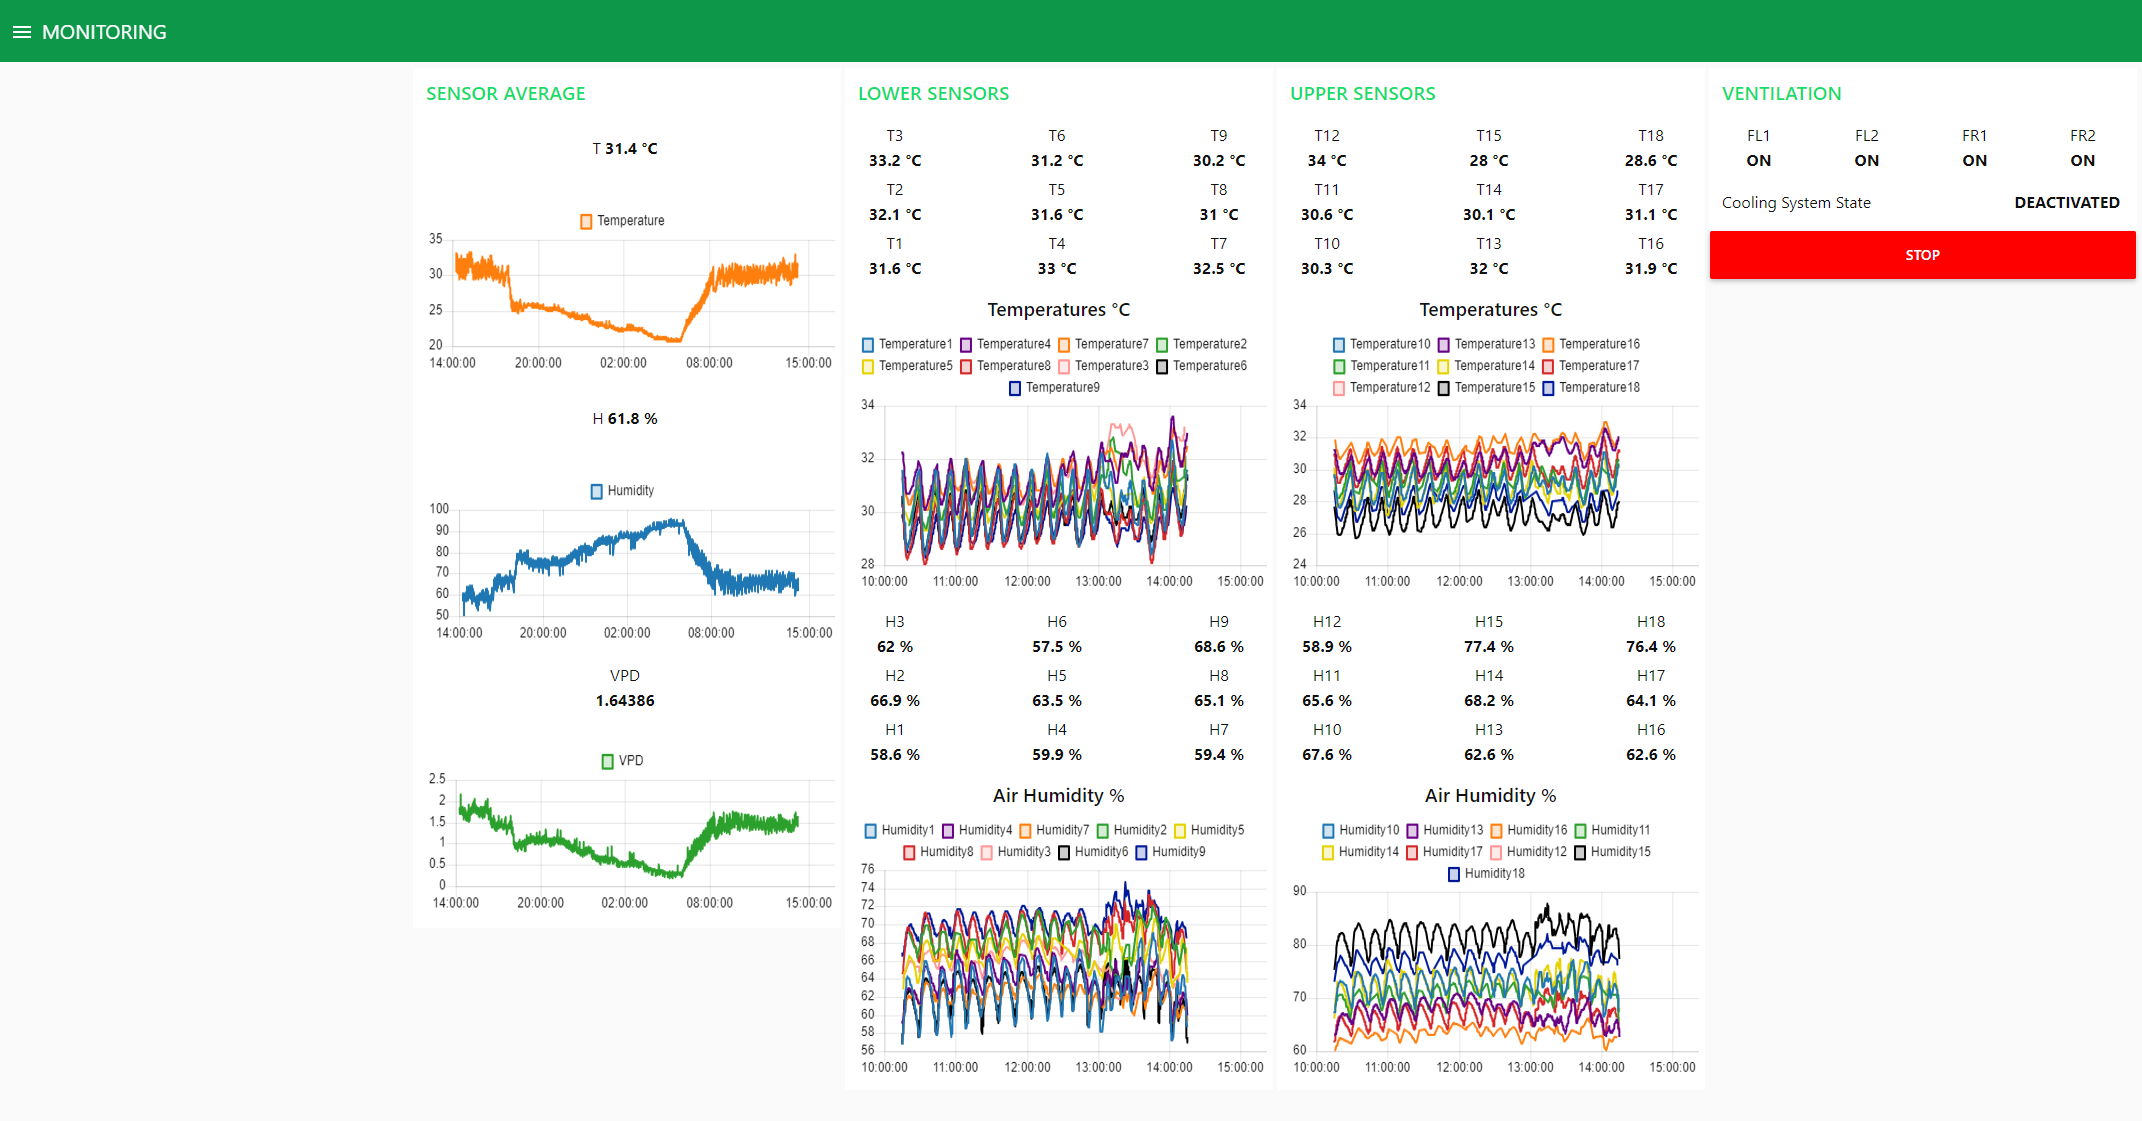 MONITORING
SENSOR AVERAGE
T 31.4 °C
Temperature
35
30
25
20
14:00:00 20:00:00 02:00:00 08:00:00 15:00:00
H 61.8 %
Humidity
100
90
80
70
60
50
14:00:00 20:00:00 02:00:00 08:00:00 15:00:00
VPD
1.64386
VPD
2.5
2
1.5
1
0.5
0
14:00:00 20:00:00 02:00:00 08:00:00 15:00:00
LOWER SENSORS
T3 T6 T9
33.2 °C 31.2 °C 30.2 °C
T2 T5 T8
32.1 °C 31.6 °C 31 °C
T1 T4 T7
31.6 °C 33 °C 32.5 °C
Temperatures °C
Temperature1 Temperature4 Temperature7 Temperature2
Temperature5 Temperature8 Temperature3 Temperature6
Temperature9
34
32
30
28
10:00:00 11:00:00 12:00:00 13:00:00 14:00:00 15:00:00
H3 H6 H9
62 % 57.5 % 68.6 %
H2 H5 H8
66.9 % 63.5 % 65.1 %
H1 H4 H7
58.6 % 59.9 % 59.4 %
Air Humidity %
Humidity1 Humidity4 Humidity7 Humidity2 Humidity5
Humidity8 Humidity3 Humidity6 Humidity9
76
74
72
70
68
66
64
62
60
58
56
10:00:00 11:00:00 12:00:00 13:00:00 14:00:00 15:00:00
UPPER SENSORS
T12 T15 T18
34 °C 28 °C 28.6 °C
T11 T14 T17
30.6 °C 30.1 °C 31.1 °C
T10 T13 T16
30.3 °C 32 °C 31.9 °C
Temperatures °C
Temperature10 Temperature13 Temperature16
Temperature11 Temperature14 Temperature17
Temperature12 Temperature15 Temperature18
34
32
30
28
26
24
10:00:00 11:00:00 12:00:00 13:00:00 14:00:00 15:00:00
H12 H15 H18
58.9 % 77.4 % 76.4 %
H11 H14 H17
65.6 % 68.2 % 64.1 %
H10 H13 H16
67.6 % 62.6 % 62.6 %
Air Humidity %
Humidity10 Humidity13 Humidity16 Humidity11
Humidity14 Humidity17 Humidity12 Humidity15
Humidity18
90
80
70
60
10:00:00 11:00:00 12:00:00 13:00:00 14:00:00 15:00:00
VENTILATION
FL1 FL2 FR1 FR2
ON ON ON ON
Cooling System State DEACTIVATED
STOP